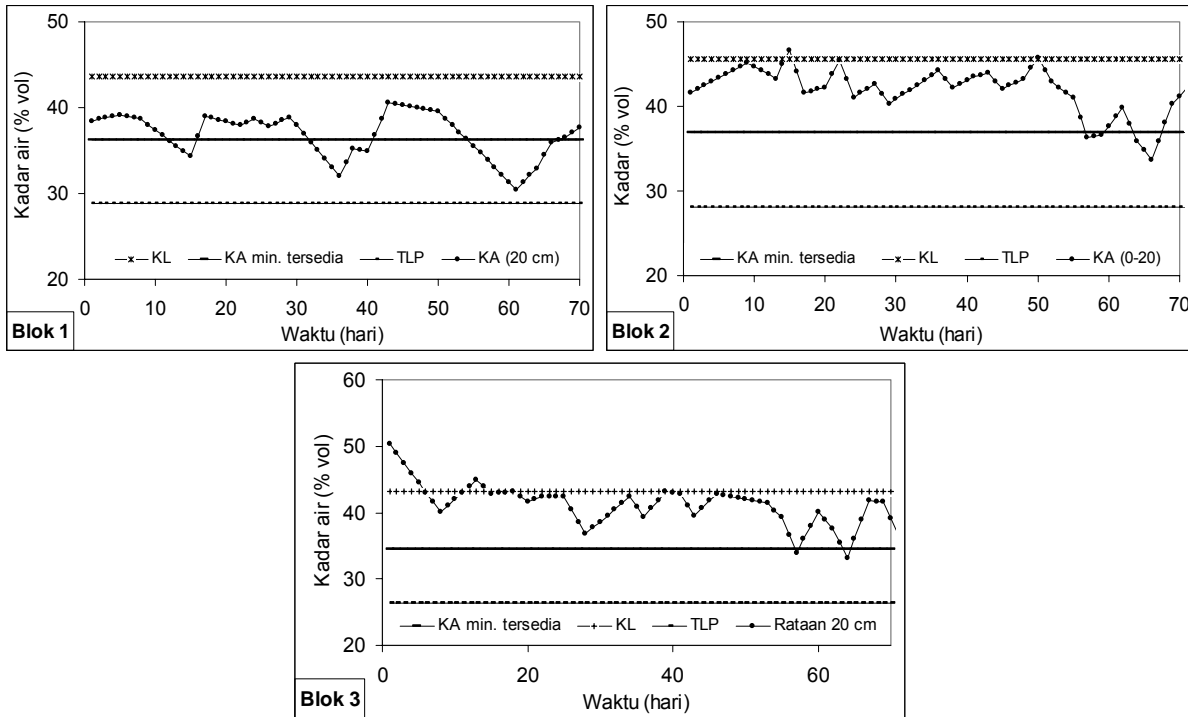 50
40
30
20
Kadar air (% vol)
KL KA min. tersedia TLP KA (20 cm)
0 10 20 30 40 50 60 70
Waktu (hari)
Blok 1
50
40
30
20
Kadar (% vol)
KA min. tersedia KL TLP KA (0-20)
0 10 20 30 40 50 60 70
Waktu (hari)
Blok 2
60
50
40
30
20
Kadar air (% vol)
KA min. tersedia KL TLP Rataan 20 cm
0 20 40 60
Waktu (hari)
Blok 3